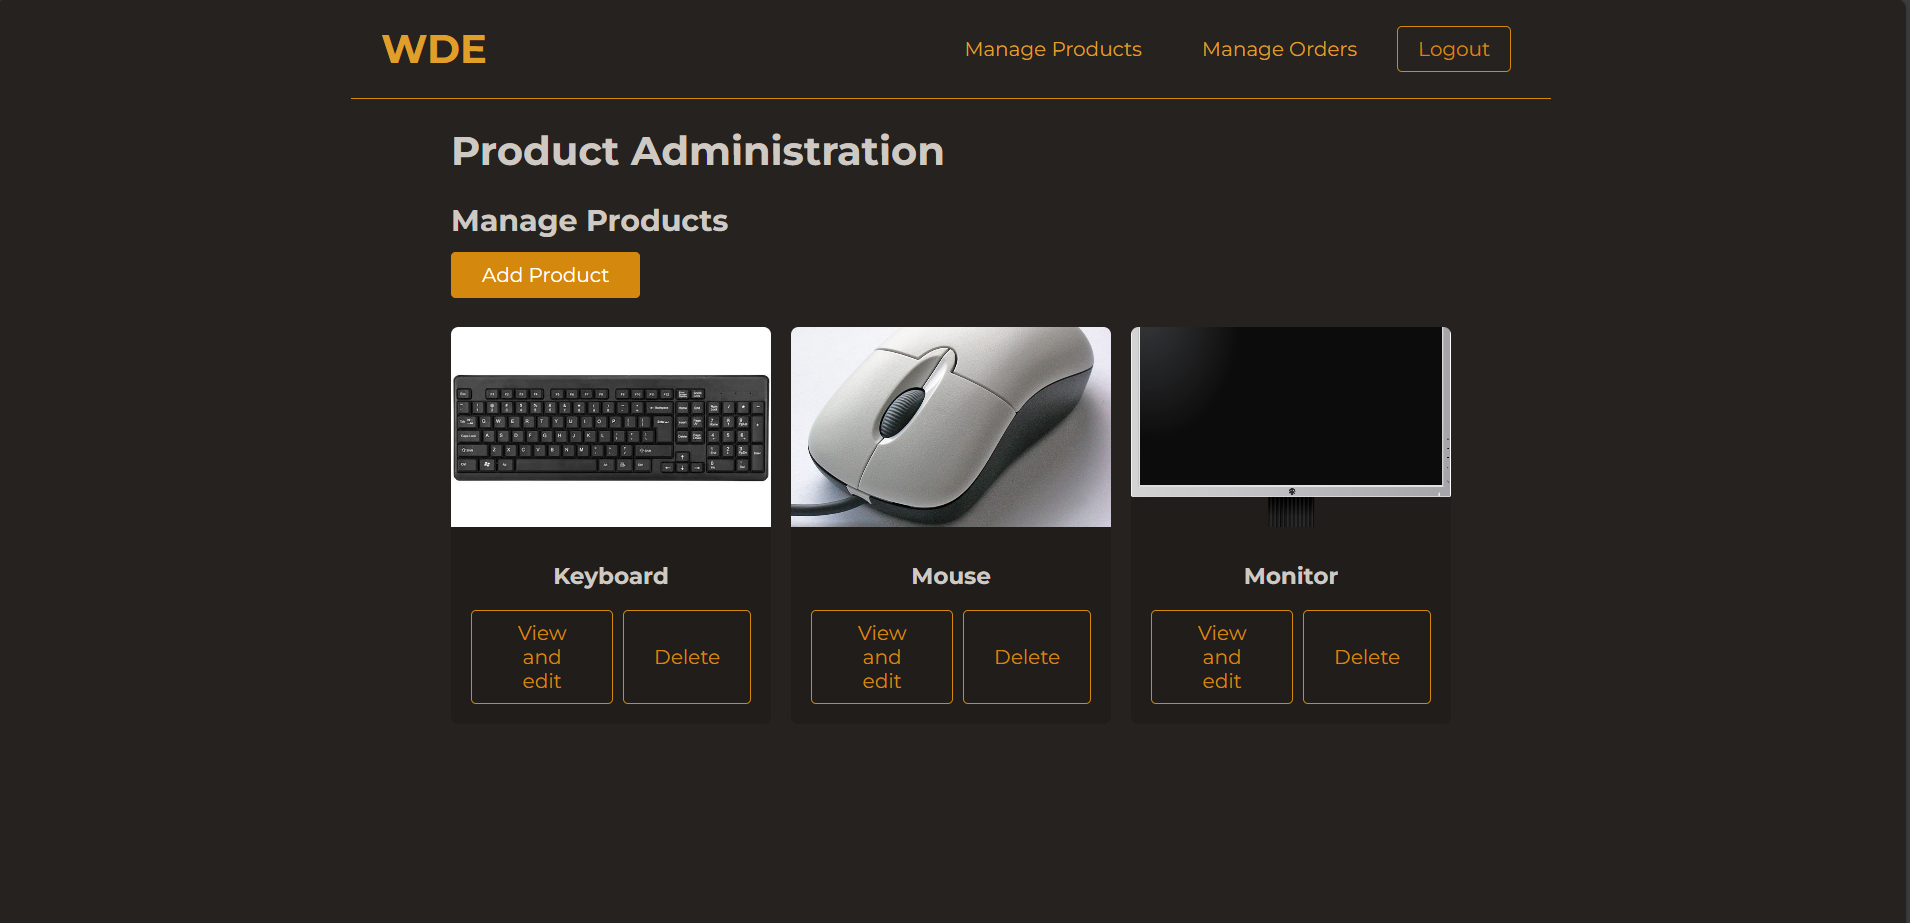 WDE
Manage Products
Manage Orders
Logout
Product Administration
Manage Products
Add Product
Keyboard
View
and
edit
Delete
Mouse
View
and
edit
Delete
Monitor
View
and
edit
Delete